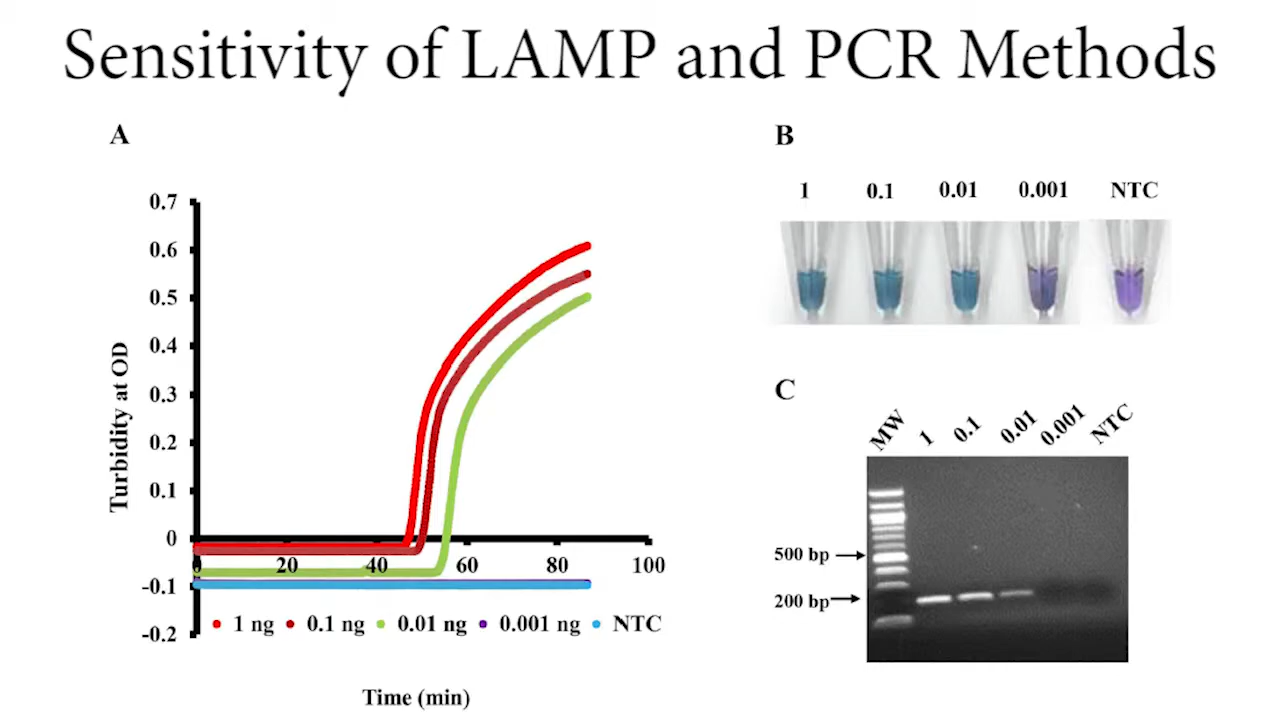 Sensitivity of LAMP and PCR Methods
A
0.7
0.6
0.5
0.4
0.3
0.2
0.1
0
-0.1
-0.2
Turbidity at OD
0 20 40 60 80 100
1 ng 0.1 ng 0.01 ng 0.001 ng NTC
Time (min)
B
1 0.1 0.01 0.001 NTC
C
MW 1 0.1 0.01 0.001 NTC
500 bp
200 bp